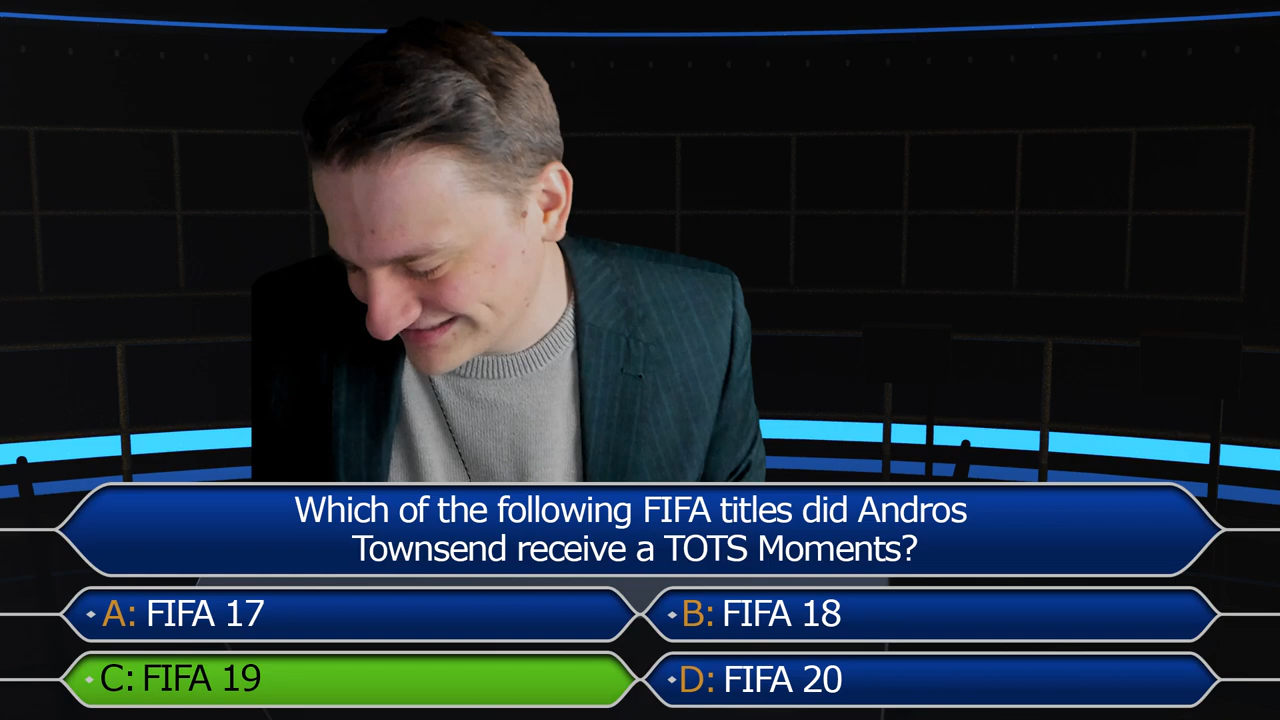 Which of the following FIFA titles did Andros
Townsend receive a TOTS Moments?
A: FIFA 17
B: FIFA 18
C: FIFA 19
D: FIFA 20